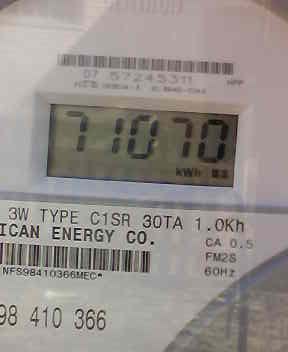 07 57245311
71070
kWh
3W TYPE C1SR 30TA 1.0Kh
ICAN ENERGY CO.
CA 0.5
FM2S
60Hz
NFS98410366MEC*
98 410 366